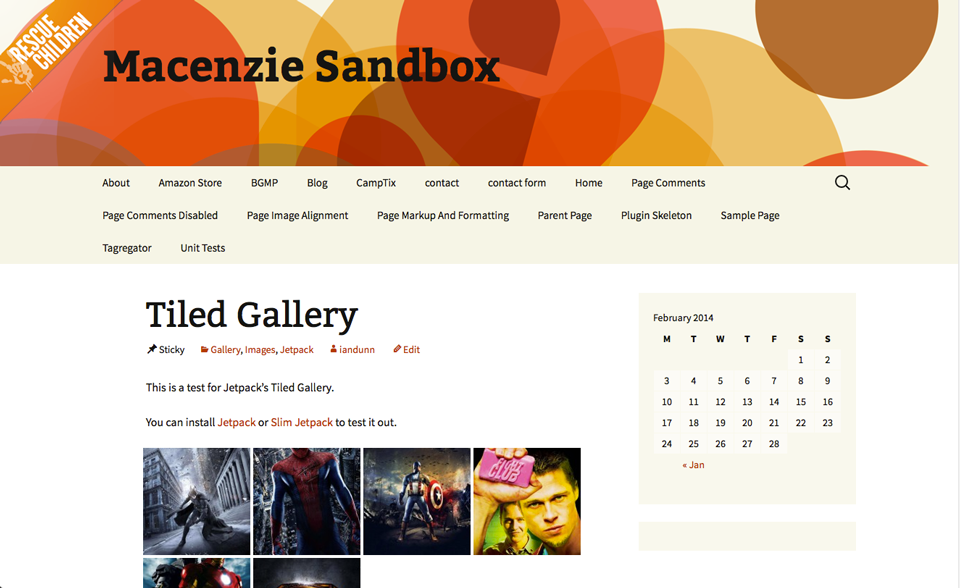 RESCUE
CHILDREN
Macenzie Sandbox
About Amazon Store BGMP Blog CampTix contact contact form Home Page Comments
Page Comments Disabled Page Image Alignment Page Markup And Formatting Parent Page Plugin Skeleton Sample Page
Tagregator Unit Tests
Tiled Gallery
Sticky Gallery, Images, Jetpack iandunn Edit
This is a test for Jetpack's Tiled Gallery.
You can install Jetpack or Slim Jetpack to test it out.
CLUB
February 2014
M T W T F S S
1 2
3 4 5 6 7 8 9
10 11 12 13 14 15 16
17 18 19 20 21 22 23
24 25 26 27 28
« Jan